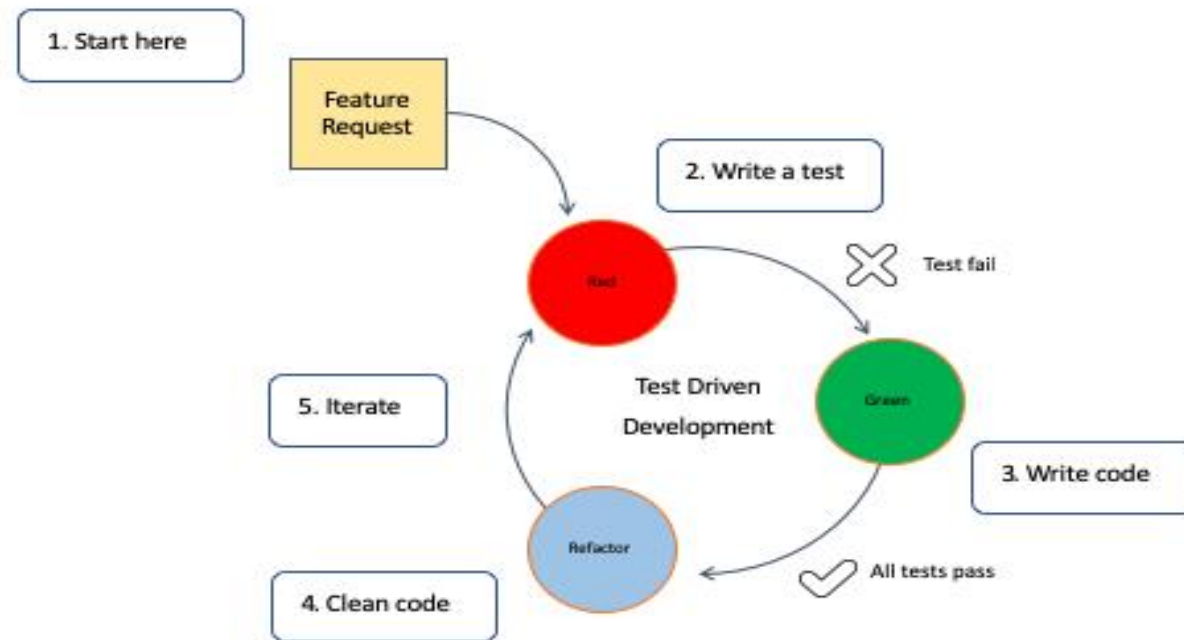 1. Start here
Feature
Request
2. Write a test
Red
Test fail
Test Driven
Development
Green
5. Iterate
3. Write code
Refactor
All tests pass
4. Clean code